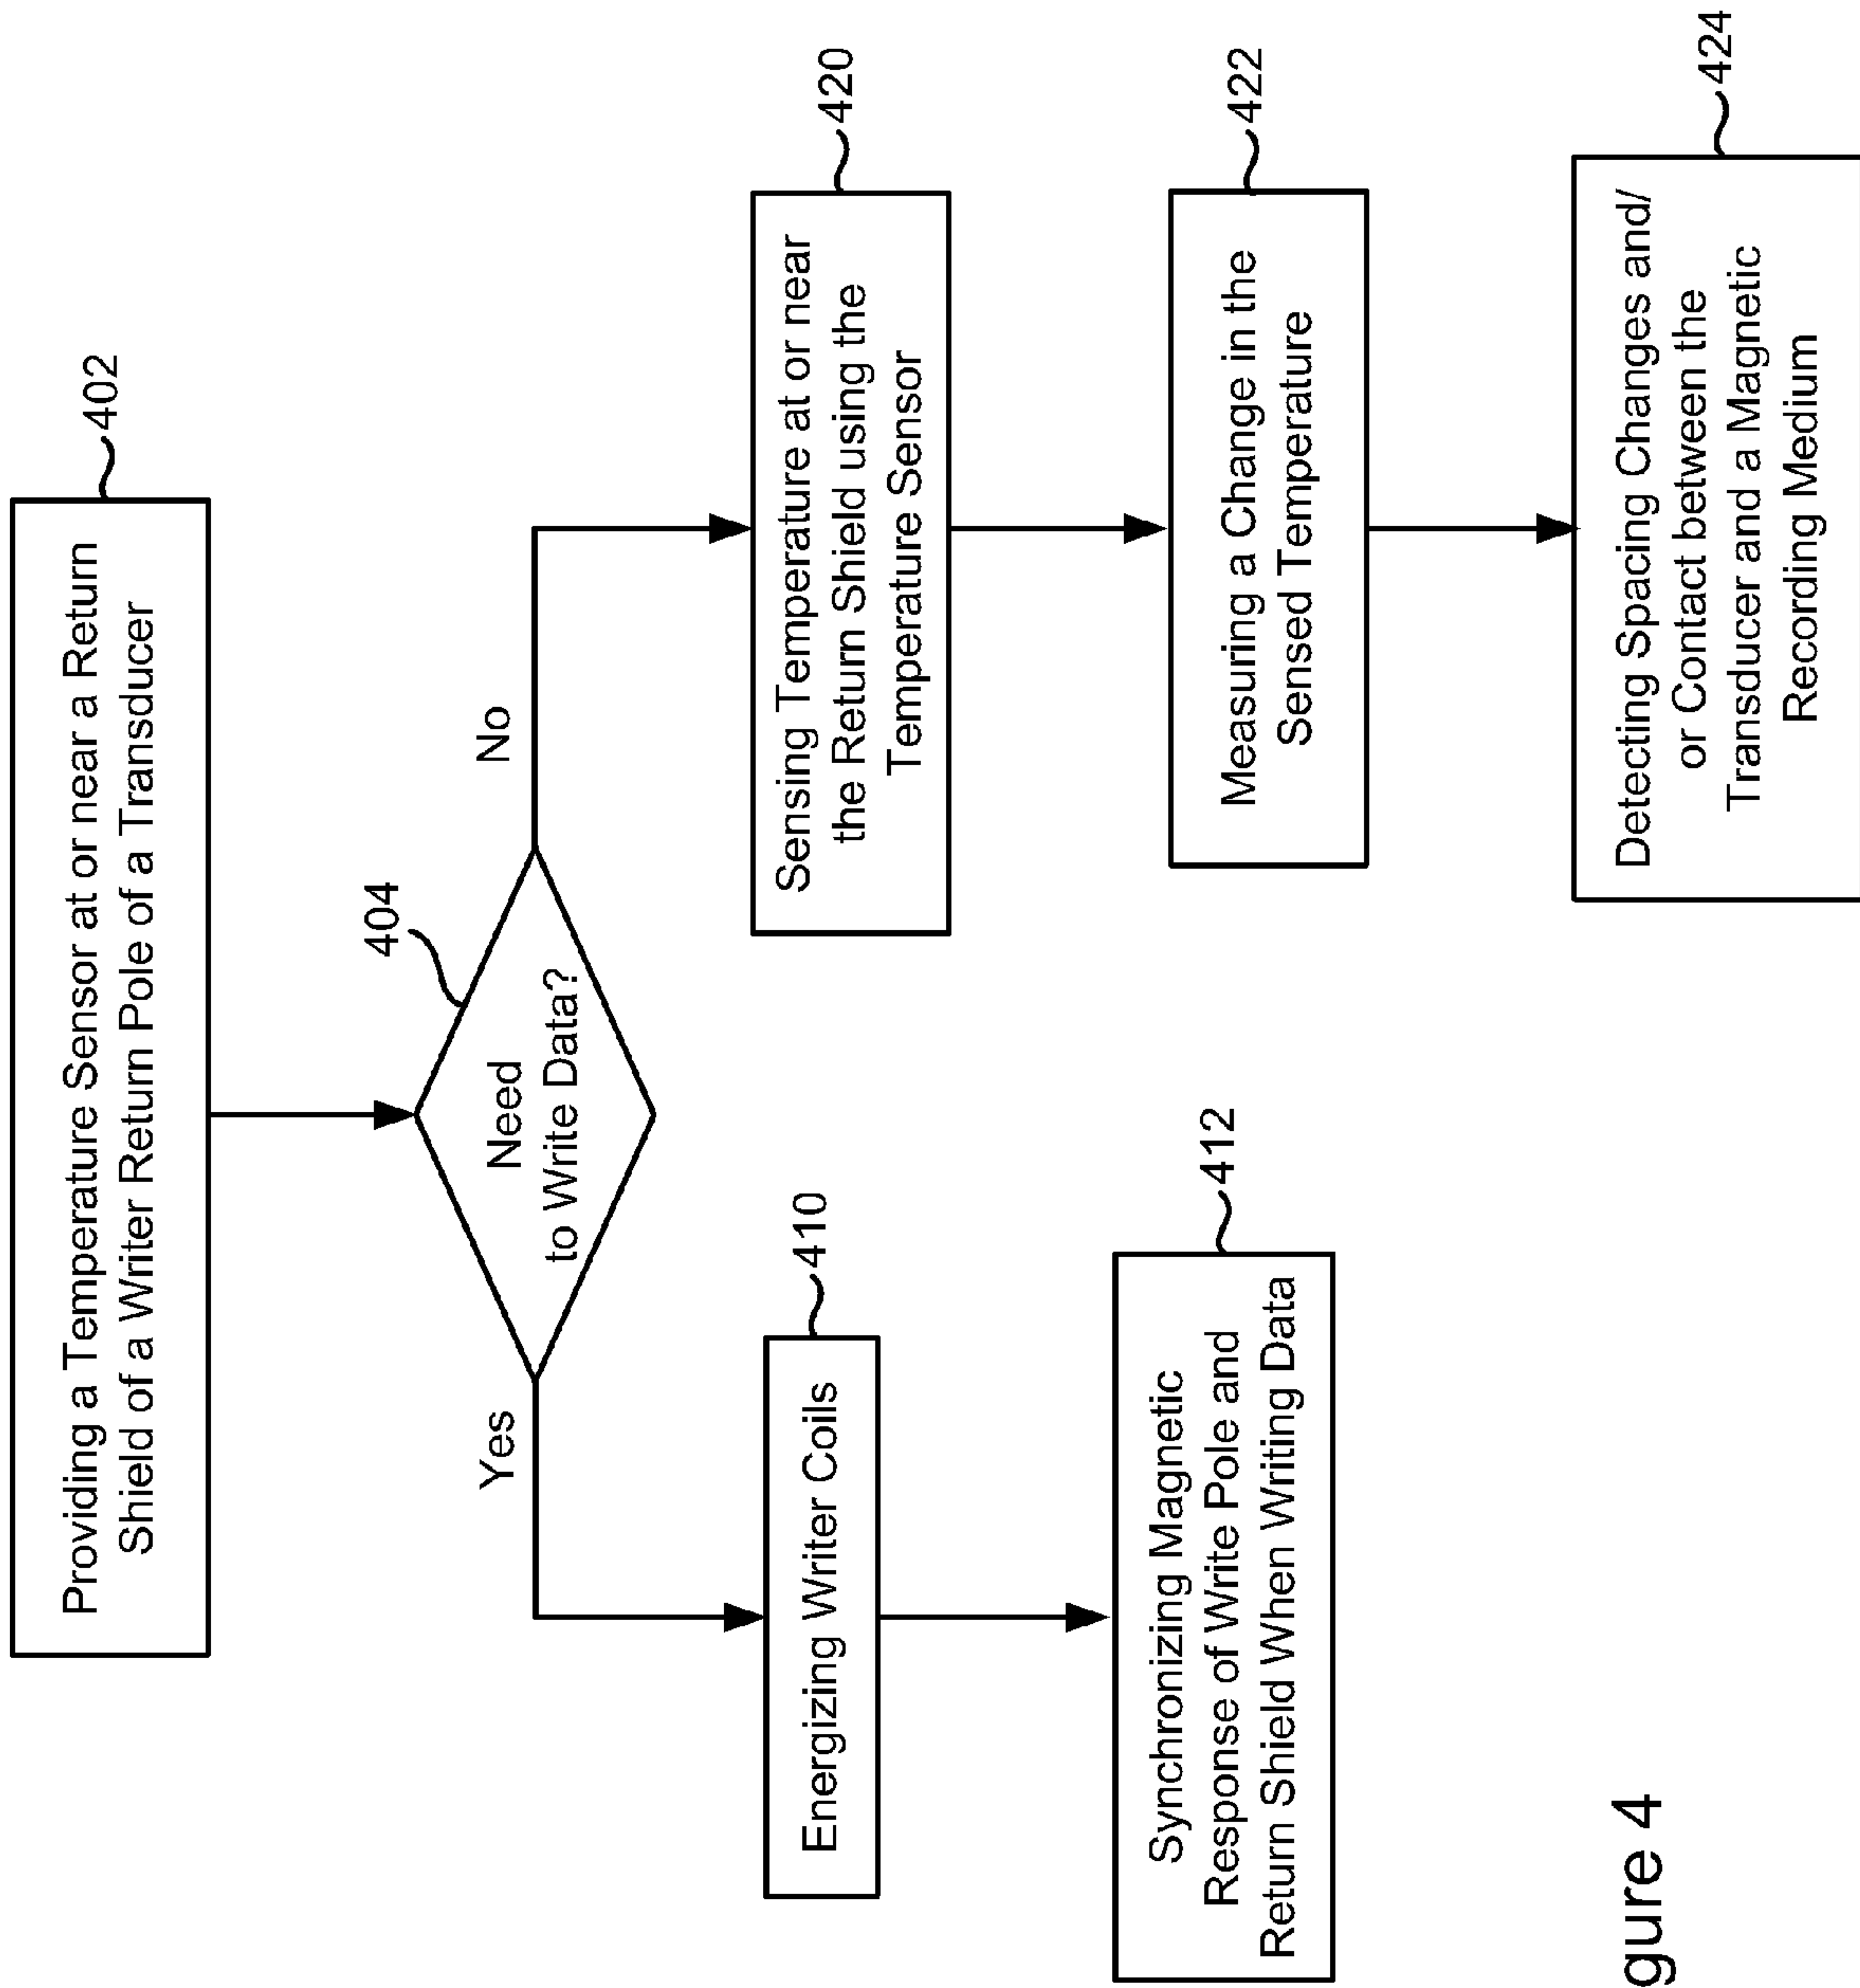 Providing a Temperature Sensor at or near a Return
Shield of a Writer Return Pole of a Transducer
402
404
Need
to Write Data?
Yes
No
Energizing Writer Coils
410
Synchronizing Magnetic
Response of Write Pole and
Return Shield When Writing Data
412
Sensing Temperature at or near
the Return Shield using the
Temperature Sensor
420
Measuring a Change in the
Sensed Temperature
422
Detecting Spacing Changes and/
or Contact between the
Transducer and a Magnetic
Recording Medium
424
gure 4